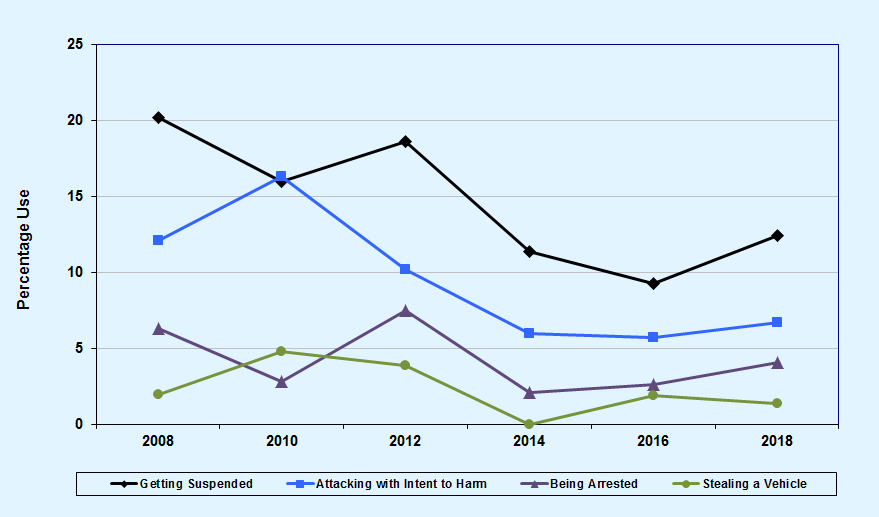 25
20
15
10
5
0
Percentage Use
2008 2010 2012 2014 2016 2018
Getting Suspended Attacking with Intent to Harm Being Arrested Stealing a Vehicle